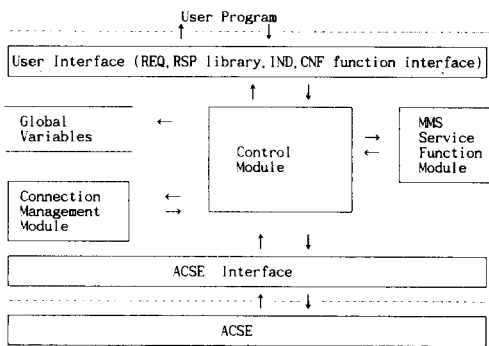 User Program
User Interface (REQ,RSP library,IND,CNF function interface)
Global
Variables
Control
Module
MMS
Service
Function
Module
Connection
Management
Module
ACSE Interface
ACSE